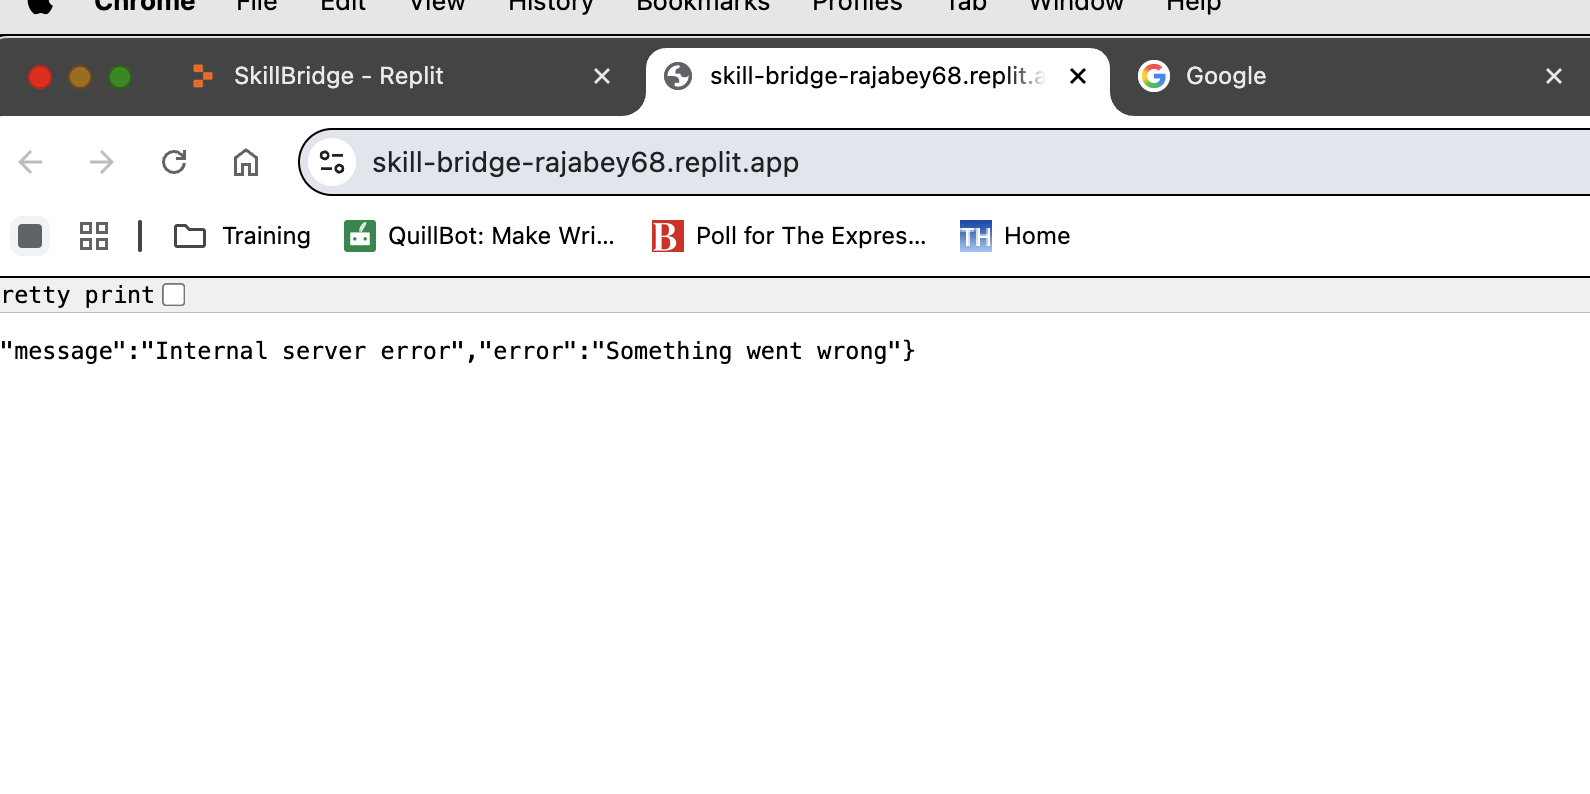 Chrome File Edit View History Bookmarks Profiles Tab Window Help
SkillBridge - Replit skill-bridge-rajabey68.replit.a Google
skill-bridge-rajabey68.replit.app
Training QuillBot: Make Wri... B Poll for The Expres... TH Home
retty print
"message":"Internal server error","error":"Something went wrong"}